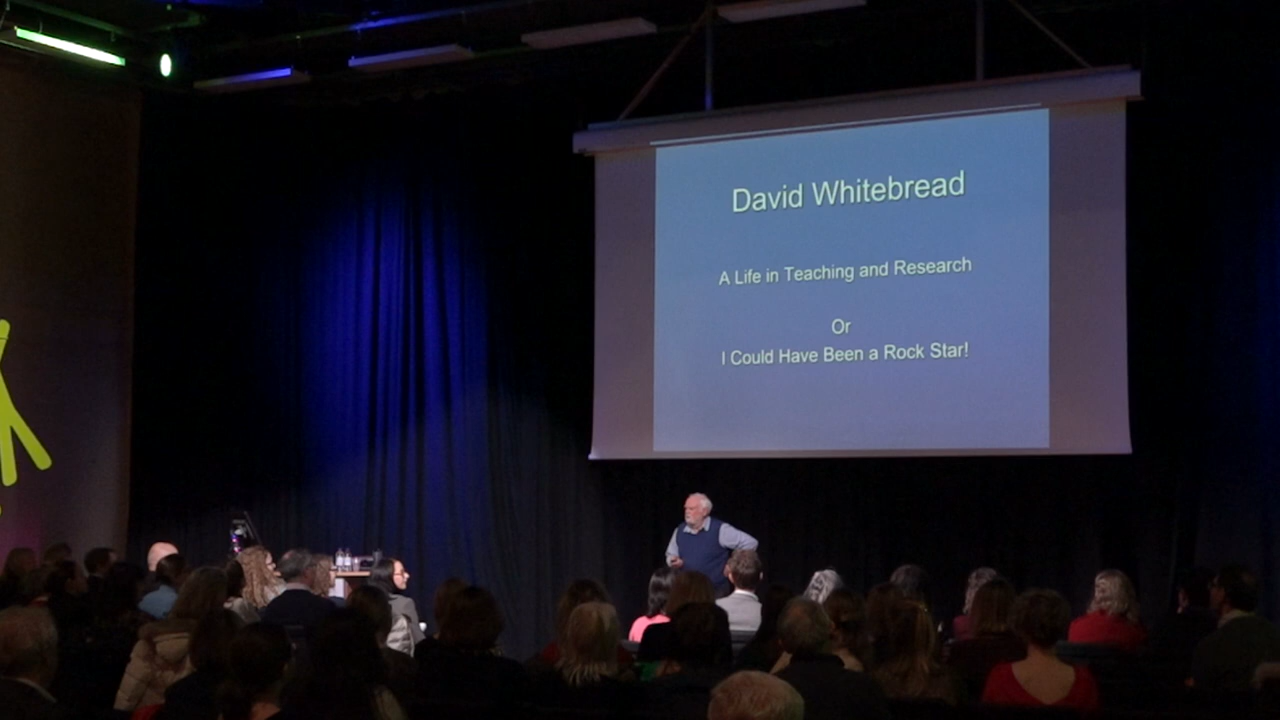 David Whitebread
A Life in Teaching and Research
Or
I Could Have Been a Rock Star!